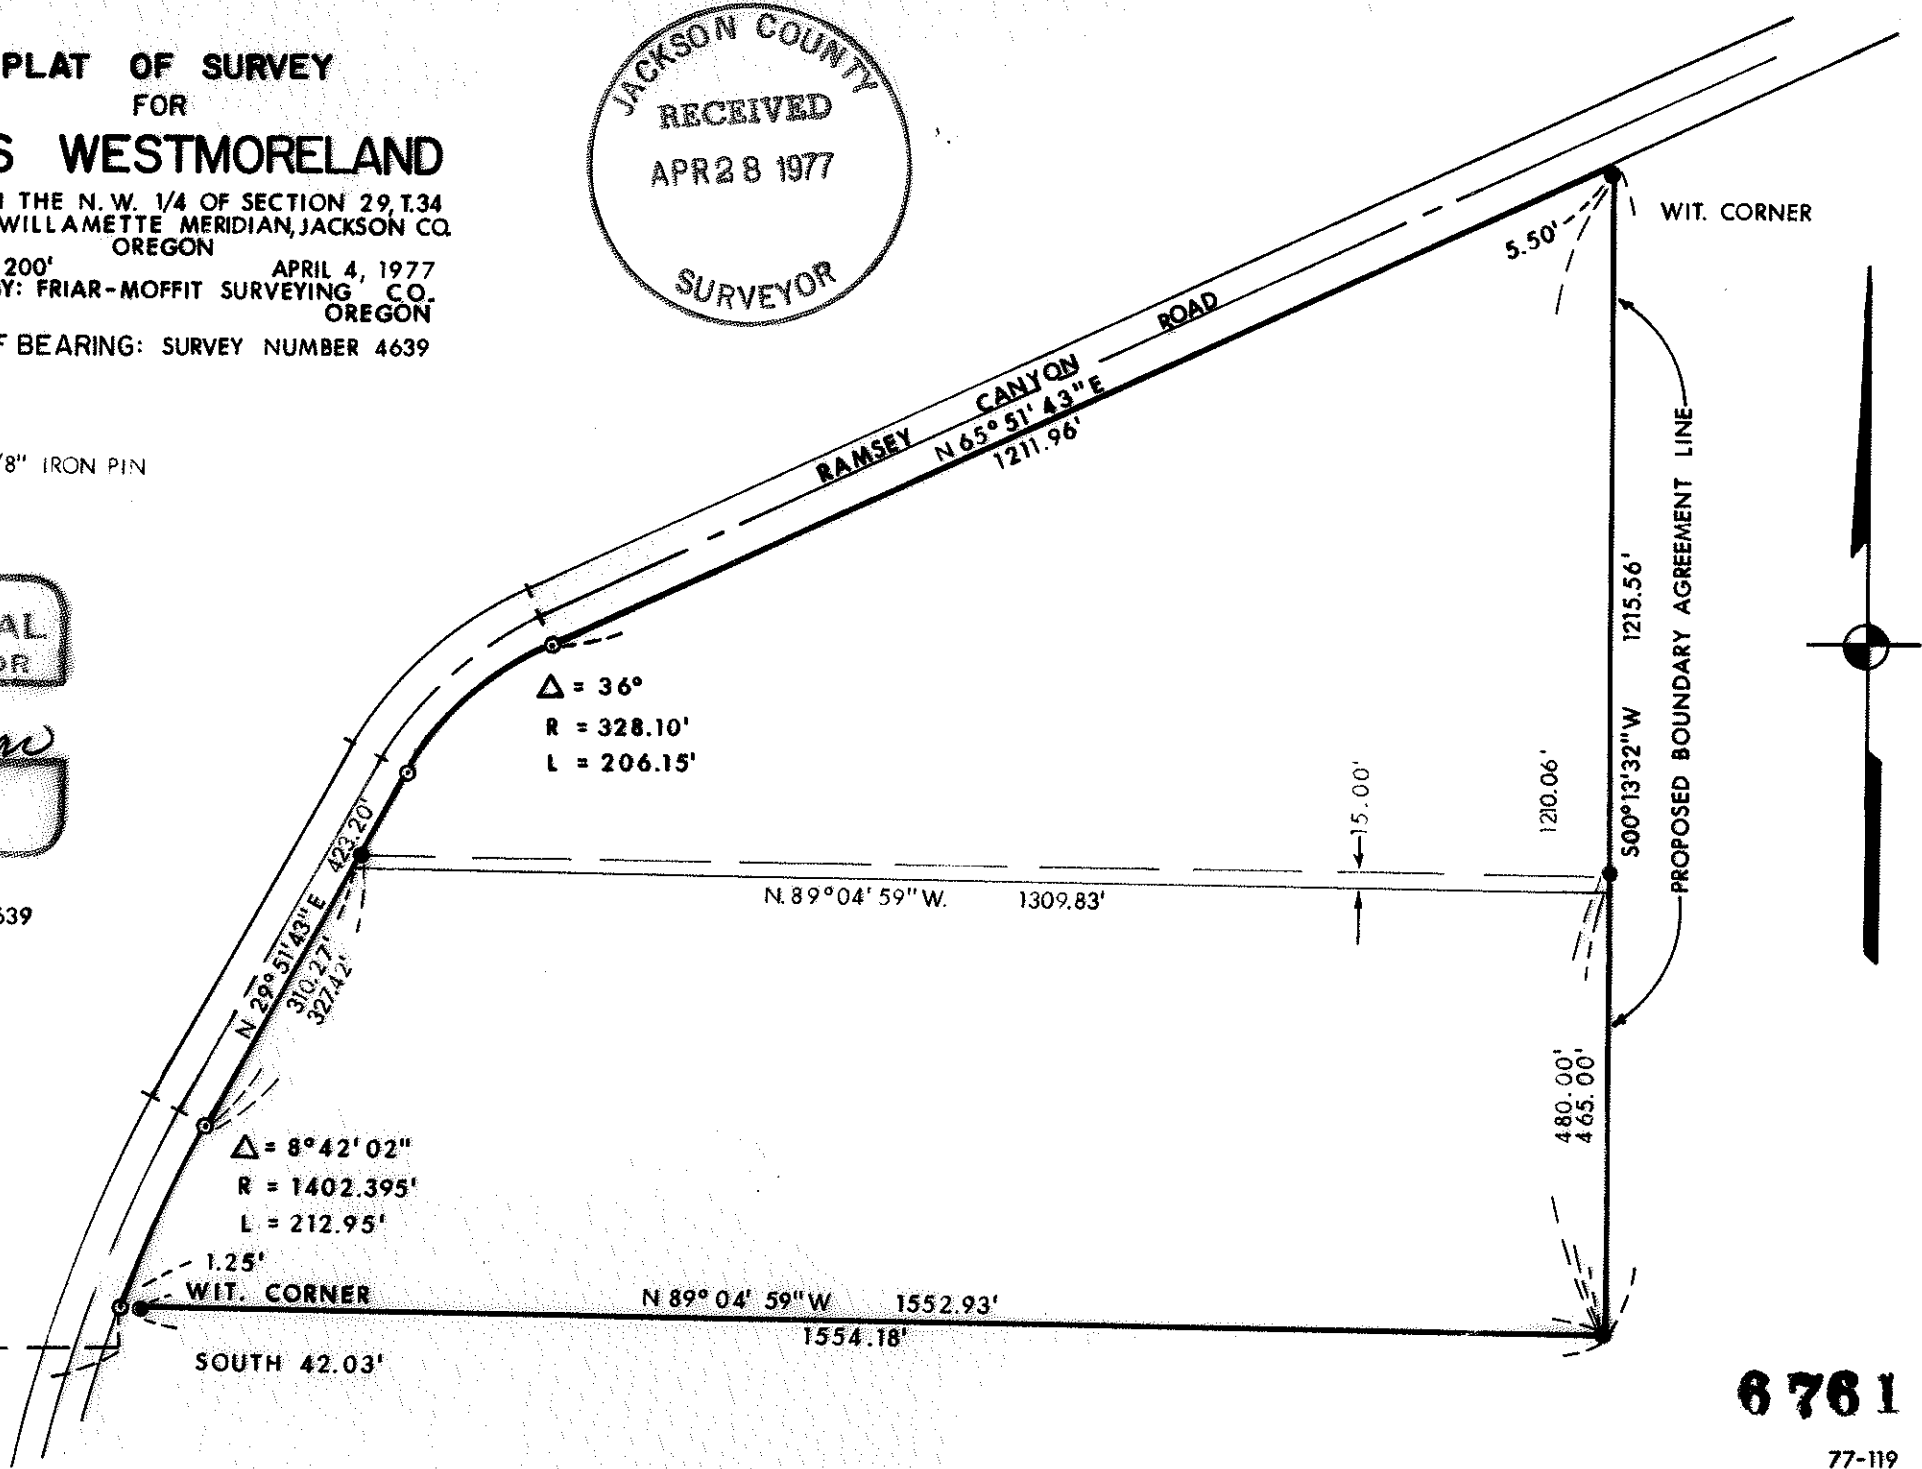 PLAT OF SURVEY
FOR
S WESTMORELAND
THE N.W. 1/4 OF SECTION 29, T.34
WILLAMETTE MERIDIAN, JACKSON CO.
OREGON
200' APRIL 4, 1977
BY: FRIAR-MOFFIT SURVEYING CO.
OREGON
F BEARING: SURVEY NUMBER 4639
/8" IRON PIN
JACKSON COUNTY
RECEIVED
APR 28 1977
SURVEYOR
WIT. CORNER
5.50'
RAMSEY CANYON ROAD
N 65° 51' 43" E
1211.96'
PROPOSED BOUNDARY AGREEMENT LINE
1215.56'
S00°13'32"W
1210.06'
15.00'
AL
OR
Δ = 36°
R = 328.10'
L = 206.15'
423.20'
N 29° 51' 43" E
310.27'
327.42'
N. 89° 04' 59" W. 1309.83'
639
480.00'
465.00'
Δ = 8° 42' 02"
R = 1402.395'
L = 212.95'
1.25'
WIT. CORNER
N 89° 04' 59" W 1552.93'
1554.18'
SOUTH 42.03'
6761
77-119